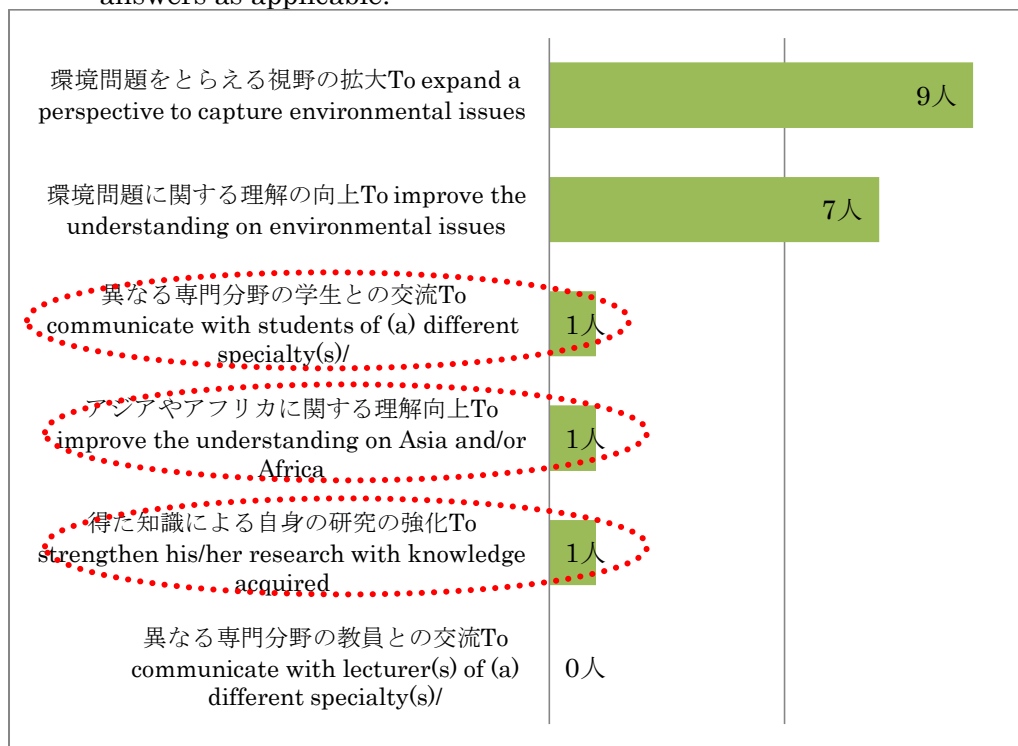 answers as applicable.
環境問題をとらえる視野の拡大To expand a
perspective to capture environmental issues
9人
環境問題に関する理解の向上To improve the
understanding on environmental issues
7人
異なる専門分野の学生との交流To
communicate with students of (a) different
specialty(s)/
1人
アジアやアフリカに関する理解向上To
improve the understanding on Asia and/or
Africa
1人
得た知識による自身の研究の強化To
strengthen his/her research with knowledge
acquired
1人
異なる専門分野の教員との交流To
communicate with lecturer(s) of (a)
different specialty(s)/
0人